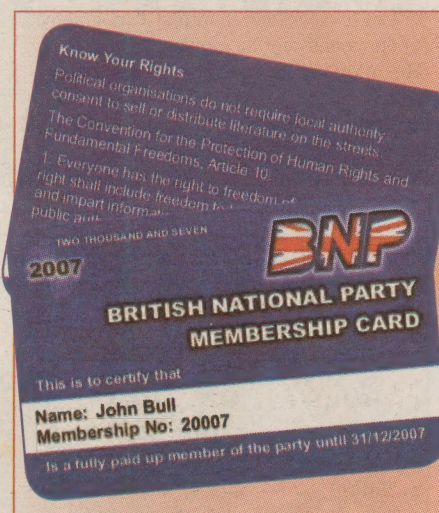 Know Your Rights
Political organisations do not require local authority
consent to sell or distribute literature on the streets
The Convention for the Protection of Human Rights and
Fundamental Freedoms, Article 10.
1. Everyone has the right to freedom of
right shall include freedom to
and impart informati
public auth
TWO THOUSAND AND SEVEN
2007
BNP
BRITISH NATIONAL PARTY
MEMBERSHIP CARD
This is to certify that
Name: John Bull
Membership No: 20007
Is a fully paid up member of the party until 31/12/2007